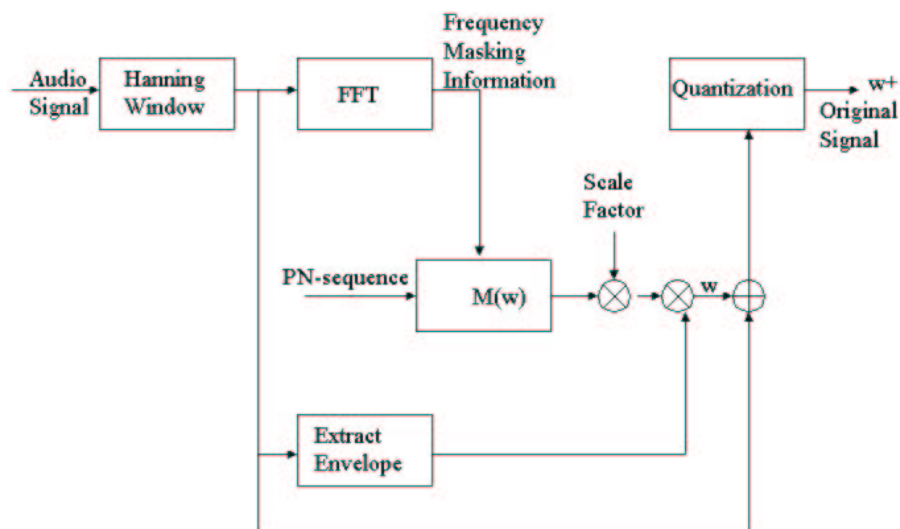 Audio
Signal
Hanning
Window
FFT
Frequency
Masking
Information
Quantization
w+
Original
Signal
Scale
Factor
PN-sequence
M(w)
w
Extract
Envelope